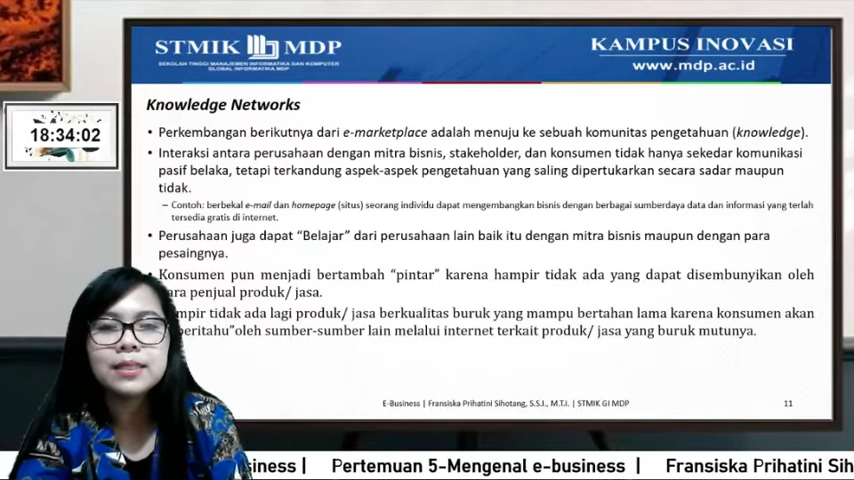 STMIK MDP
SEKOLAH TINGGI MANAJEMEN INFORMATIKA DAN KOMPUTER
GLOBAL INFORMATIKA MDP
KAMPUS INOVASI
www.mdp.ac.id
18:34:02
Knowledge Networks
• Perkembangan berikutnya dari e-marketplace adalah menuju ke sebuah komunitas pengetahuan (knowledge).
• Interaksi antara perusahaan dengan mitra bisnis, stakeholder, dan konsumen tidak hanya sekedar komunikasi
pasif belaka, tetapi terkandung aspek-aspek pengetahuan yang saling dipertukarkan secara sadar maupun
tidak.
– Contoh: berbekal e-mail dan homepage (situs) seorang individu dapat mengembangkan bisnis dengan berbagai sumberdaya data dan informasi yang terlah
tersedia gratis di internet.
• Perusahaan juga dapat “Belajar” dari perusahaan lain baik itu dengan mitra bisnis maupun dengan para
pesaingnya.
• Konsumen pun menjadi bertambah “pintar” karena hampir tidak ada yang dapat disembunyikan oleh
ara penjual produk/ jasa.
mpir tidak ada lagi produk/ jasa berkualitas buruk yang mampu bertahan lama karena konsumen akan
peritahu”oleh sumber-sumber lain melalui internet terkait produk/ jasa yang buruk mutunya.
E-Business | Fransiska Prihatini Sihotang, S.S.I., M.T.I. | STMIK GI MDP
11
siness | Pertemuan 5-Mengenal e-business | Fransiska Prihatini Sih